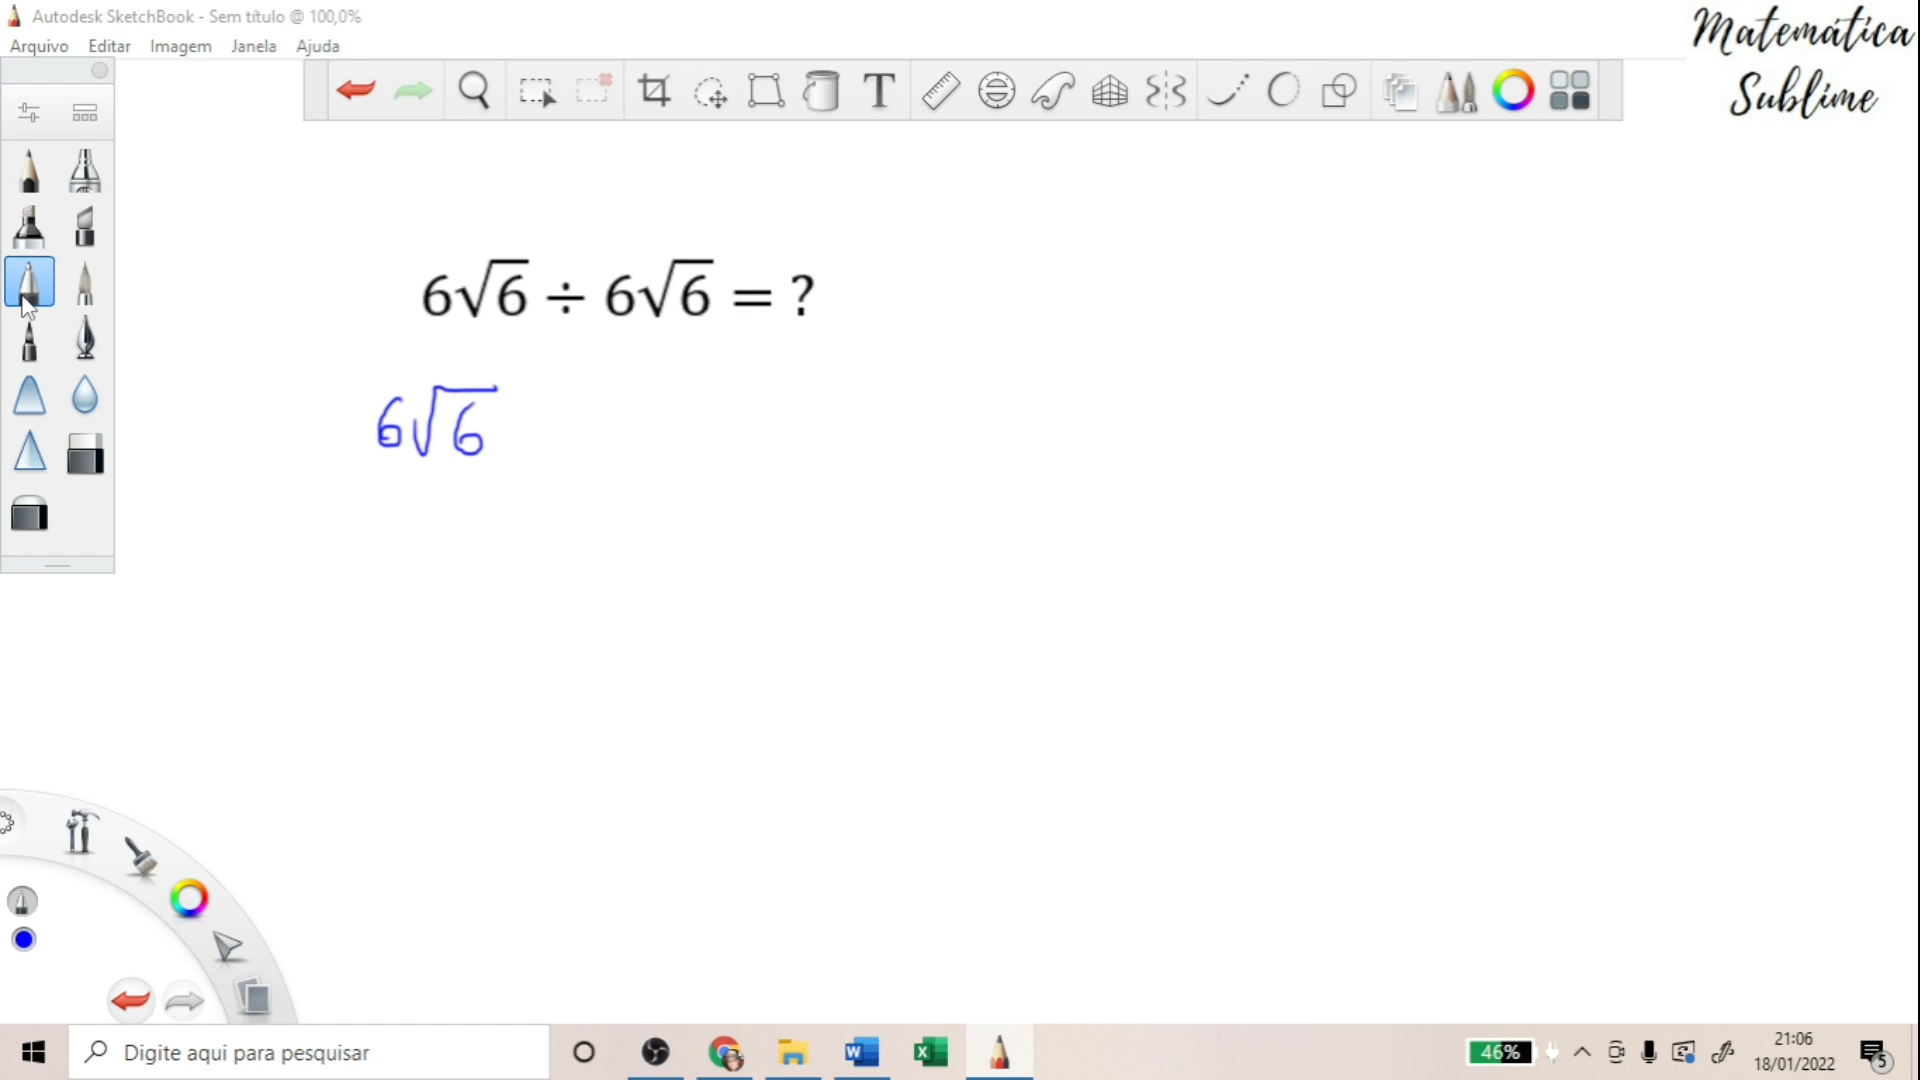 Autodesk SketchBook - Sem título @ 100,0%
Arquivo Editar Imagem Janela Ajuda
Matemática
Sublime
T
6√6 ÷ 6√6 = ?
6√6
Digite aqui para pesquisar
46%
21:06
18/01/2022
5